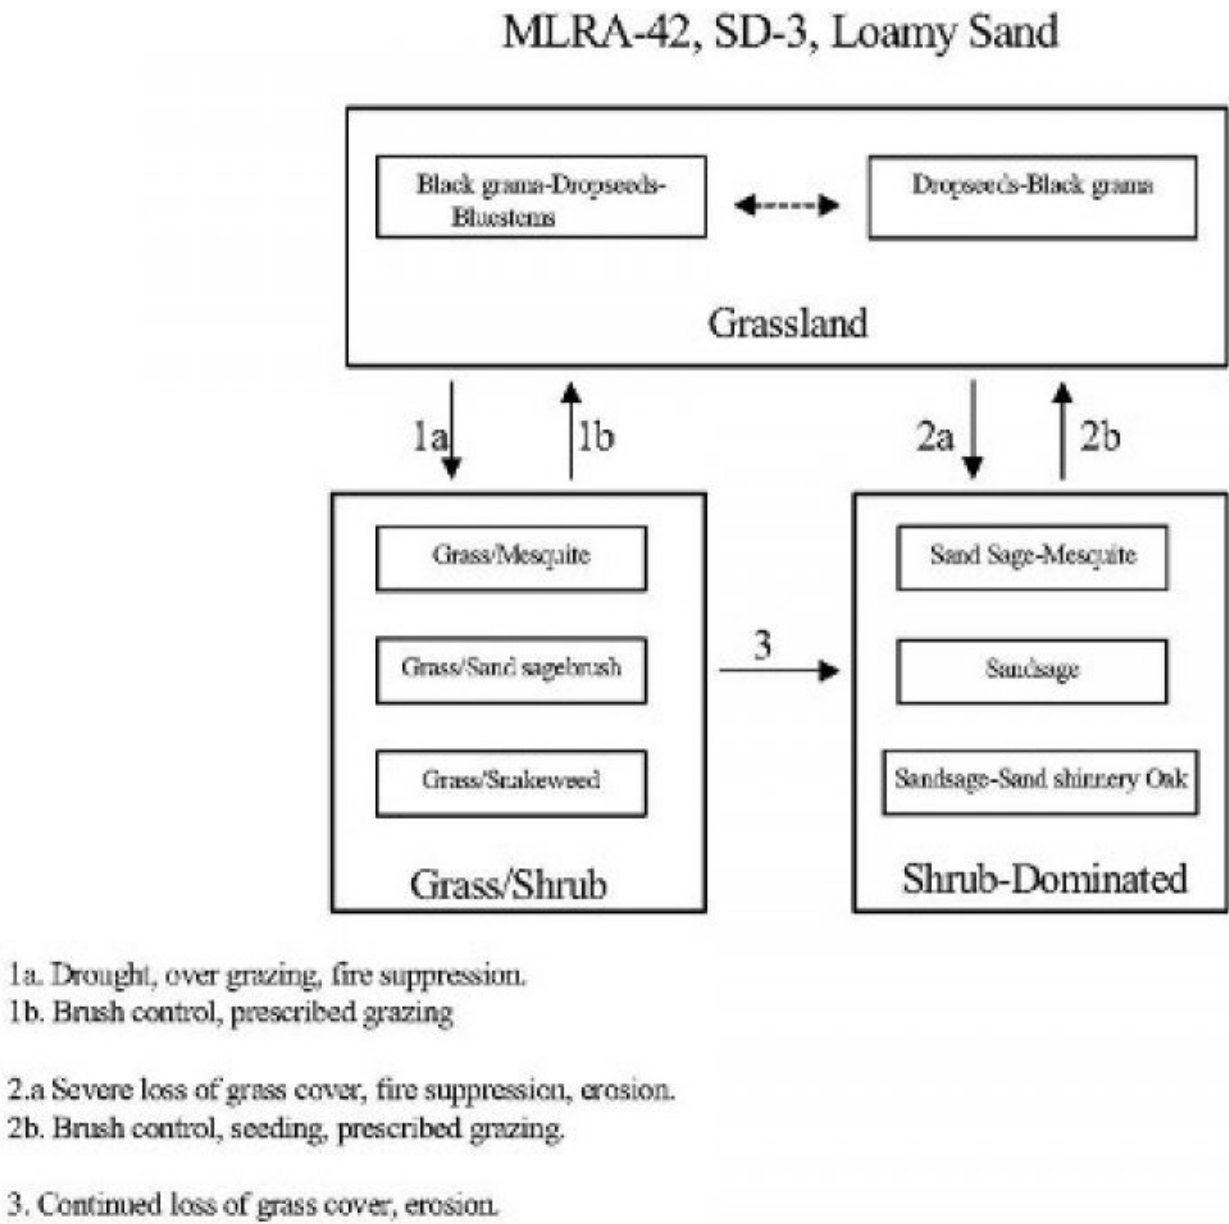 MLRA-42, SD-3, Loamy Sand
Black grama-Dropseeds-
Bluestems
Dropseeds-Black grama
Grassland
1a
1b
2a
2b
Grass/Mesquite
Grass/Sand sagebrush
Grass/Snakeweed
Grass/Shrub
3
Sand Sage-Mesquite
Sandsage
Sandsage-Sand shinnery Oak
Shrub-Dominated
1a. Drought, over grazing, fire suppression.
1b. Brush control, prescribed grazing
2.a Severe loss of grass cover, fire suppression, erosion.
2b. Brush control, seeding, prescribed grazing.
3. Continued loss of grass cover, erosion.